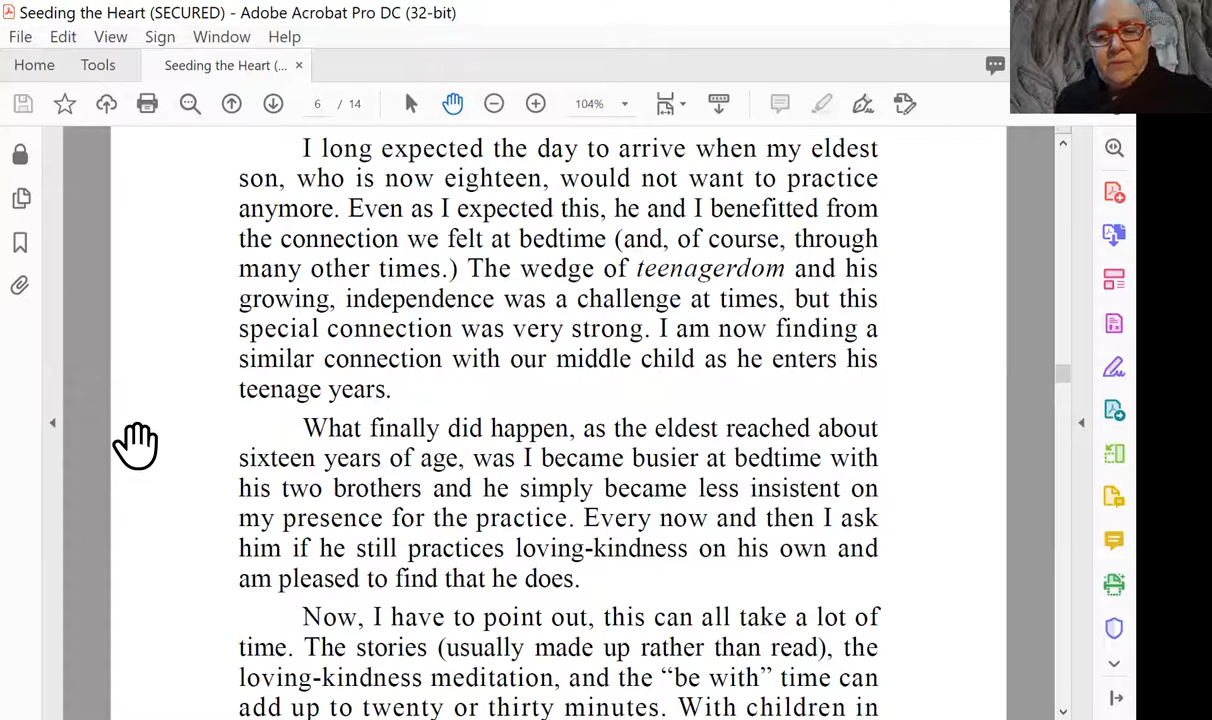 Seeding the Heart (SECURED) - Adobe Acrobat Pro DC (32-bit)
File Edit View Sign Window Help
Home Tools Seeding the Heart (... ×
6 / 14 104%
I long expected the day to arrive when my eldest
son, who is now eighteen, would not want to practice
anymore. Even as I expected this, he and I benefitted from
the connection we felt at bedtime (and, of course, through
many other times.) The wedge of teenagerdom and his
growing, independence was a challenge at times, but this
special connection was very strong. I am now finding a
similar connection with our middle child as he enters his
teenage years.
What finally did happen, as the eldest reached about
sixteen years of age, was I became busier at bedtime with
his two brothers and he simply became less insistent on
my presence for the practice. Every now and then I ask
him if he still practices loving-kindness on his own and
am pleased to find that he does.
Now, I have to point out, this can all take a lot of
time. The stories (usually made up rather than read), the
loving-kindness meditation, and the “be with” time can
add up to twenty or thirty minutes. With children in